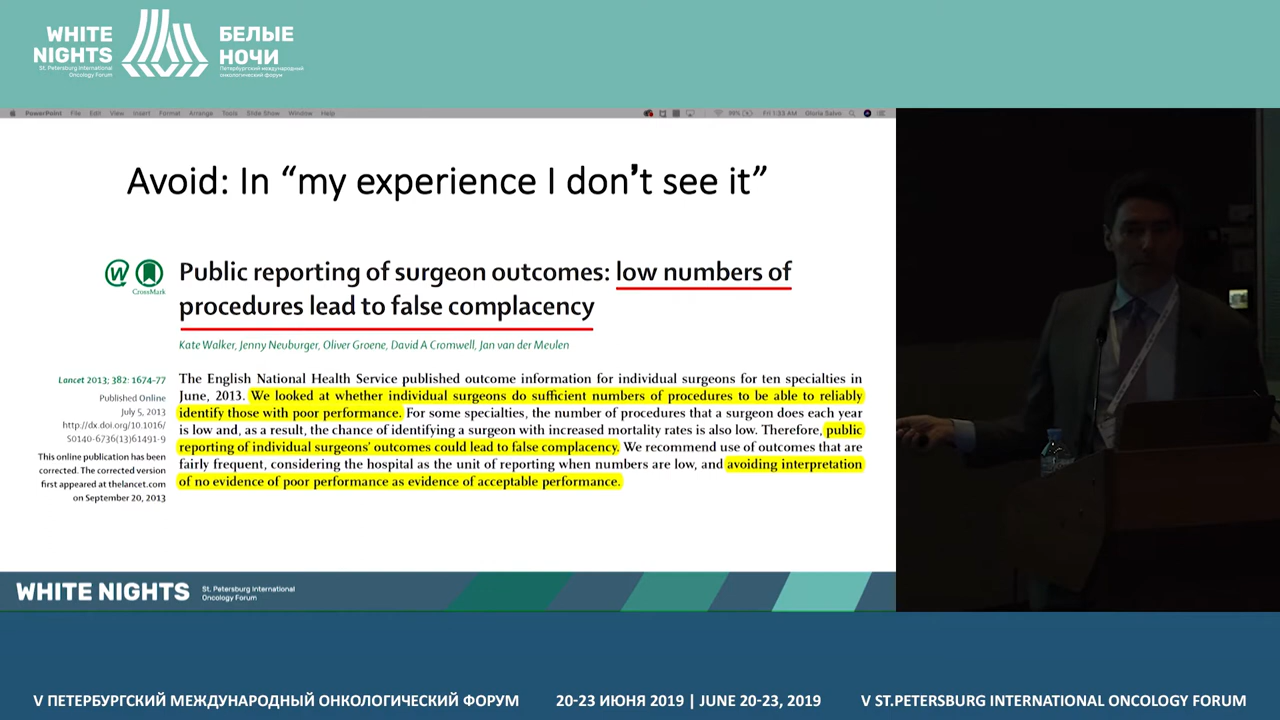 WHITE
NIGHTS
St. Petersburg International
Oncology Forum
БЕЛЫЕ
НОЧИ
Петербургский международный
онкологический форум
PowerPoint File Edit View Insert Format Arrange Tools Slide Show Window Help
99% Fri 1:33 AM Gloria Salvo
Avoid: In “my experience I don’t see it”
CrossMark
Public reporting of surgeon outcomes: low numbers of
procedures lead to false complacency
Kate Walker, Jenny Neuburger, Oliver Groene, David A Cromwell, Jan van der Meulen
Lancet 2013; 382: 1674-77
Published Online
July 5, 2013
http://dx.doi.org/10.1016/
S0140-6736(13)61491-9
This online publication has been
corrected. The corrected version
first appeared at thelancet.com
on September 20, 2013
The English National Health Service published outcome information for individual surgeons for ten specialties in
June, 2013. We looked at whether individual surgeons do sufficient numbers of procedures to be able to reliably
identify those with poor performance. For some specialties, the number of procedures that a surgeon does each year
is low and, as a result, the chance of identifying a surgeon with increased mortality rates is also low. Therefore, public
reporting of individual surgeons’ outcomes could lead to false complacency. We recommend use of outcomes that are
fairly frequent, considering the hospital as the unit of reporting when numbers are low, and avoiding interpretation
of no evidence of poor performance as evidence of acceptable performance.
WHITE NIGHTS
St. Petersburg International
Oncology Forum
V ПЕТЕРБУРГСКИЙ МЕЖДУНАРОДНЫЙ ОНКОЛОГИЧЕСКИЙ ФОРУМ
20-23 ИЮНЯ 2019 | JUNE 20-23, 2019
V ST.PETERSBURG INTERNATIONAL ONCOLOGY FORUM